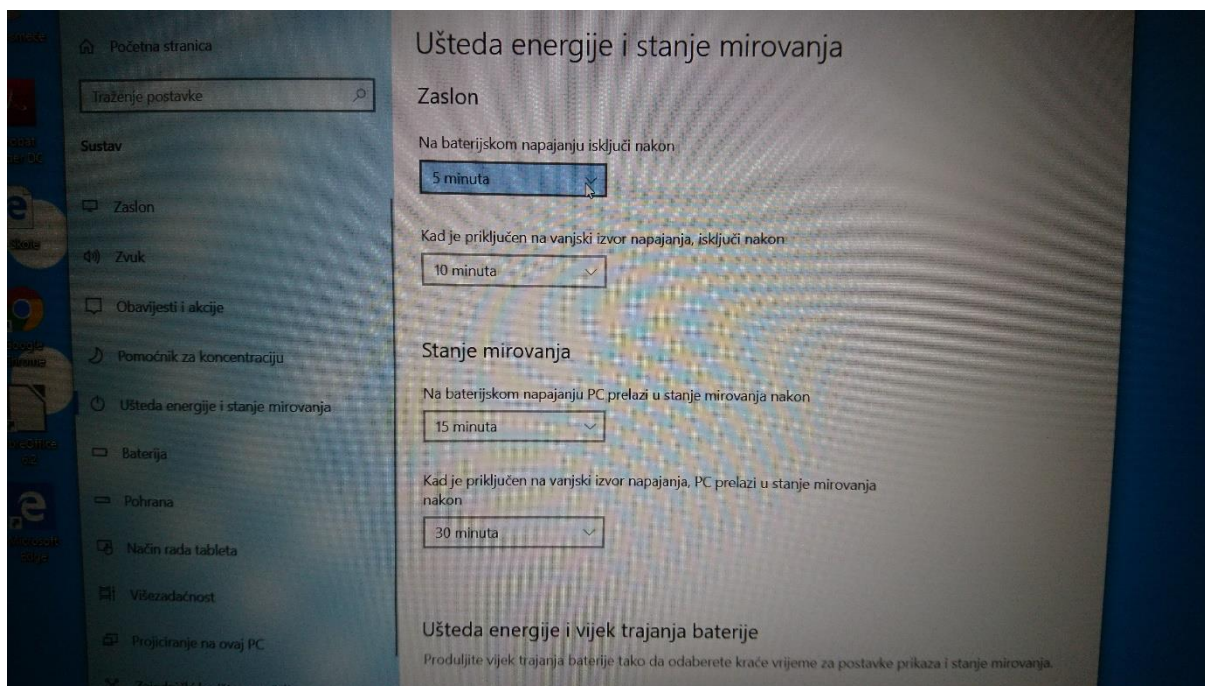 Početna stranica
Traženje postavke
Sustav
Zaslon
Zvuk
Obavijesti i akcije
Pomoćnik za koncentraciju
Ušteda energije i stanje mirovanja
Baterija
Pohrana
Način rada tableta
Višezadaćnost
Projiciranje na ovaj PC
Ušteda energije i stanje mirovanja
Zaslon
Na baterijskom napajanju isključi nakon
5 minuta
Kad je priključen na vanjski izvor napajanja, isključi nakon
10 minuta
Stanje mirovanja
Na baterijskom napajanju PC prelazi u stanje mirovanja nakon
15 minuta
Kad je priključen na vanjski izvor napajanja, PC prelazi u stanje mirovanja
nakon
30 minuta
Ušteda energije i vijek trajanja baterije
Produljite vijek trajanja baterije tako da odaberete kraće vrijeme za postavke prikaza i stanje mirovanja.